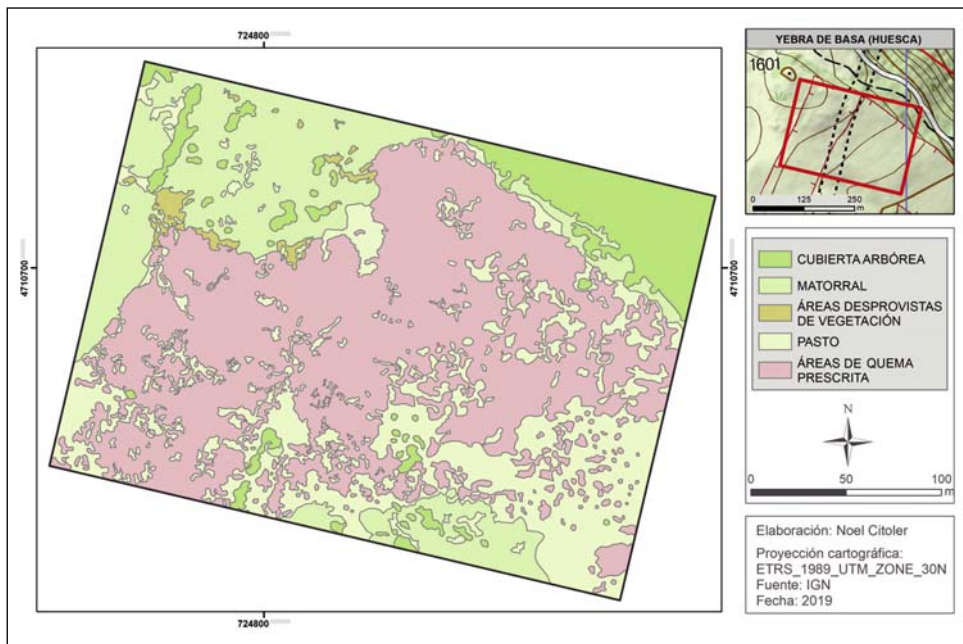 724800
4710700
4710700
724800
YEBRA DE BASA (HUESCA)
1601
0 125 250
m
CUBIERTA ARBÓREA
MATORRAL
ÁREAS DESPROVISTAS
DE VEGETACIÓN
PASTO
ÁREAS DE QUEMA
PRESCRITA
N
0 50 100
m
Elaboración: Noel Citoler
Proyección cartográfica:
ETRS_1989_UTM_ZONE_30N
Fuente: IGN
Fecha: 2019